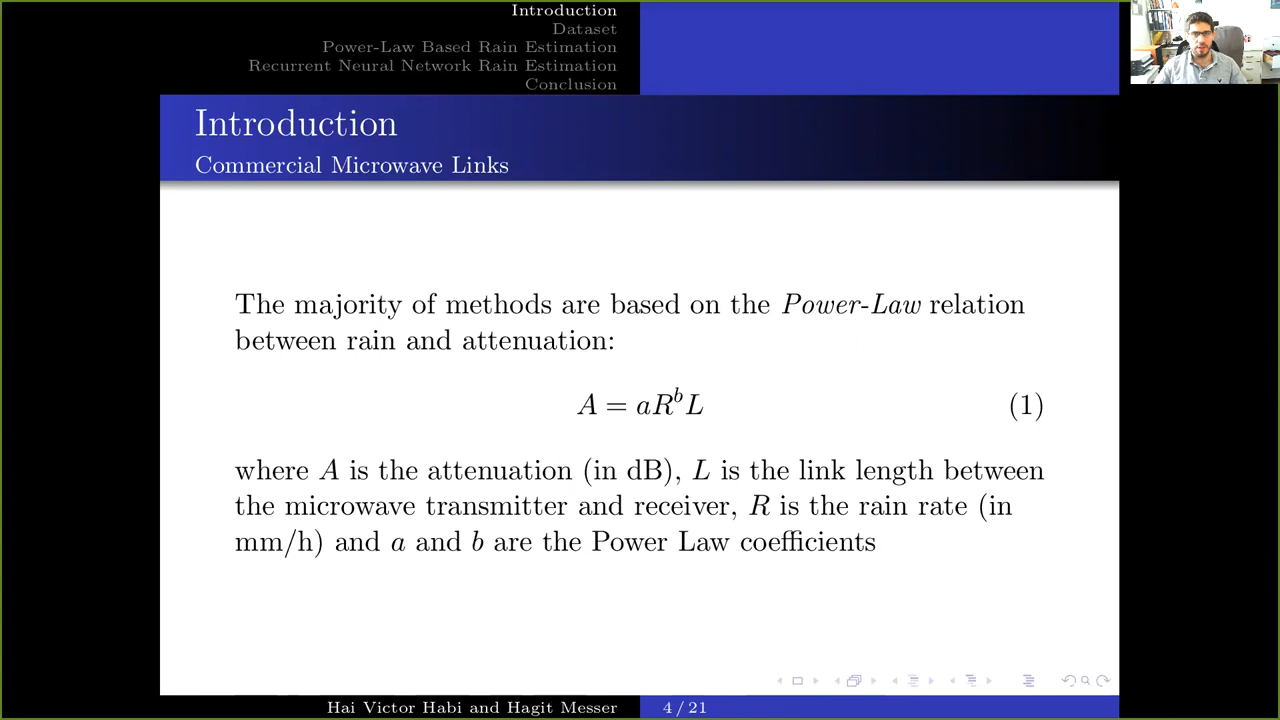 Introduction
Dataset
Power-Law Based Rain Estimation
Recurrent Neural Network Rain Estimation
Conclusion
Introduction
Commercial Microwave Links
The majority of methods are based on the Power-Law relation
between rain and attenuation:
A = aR^b L (1)
where A is the attenuation (in dB), L is the link length between
the microwave transmitter and receiver, R is the rain rate (in
mm/h) and a and b are the Power Law coefficients
Hai Victor Habi and Hagit Messer 4 / 21